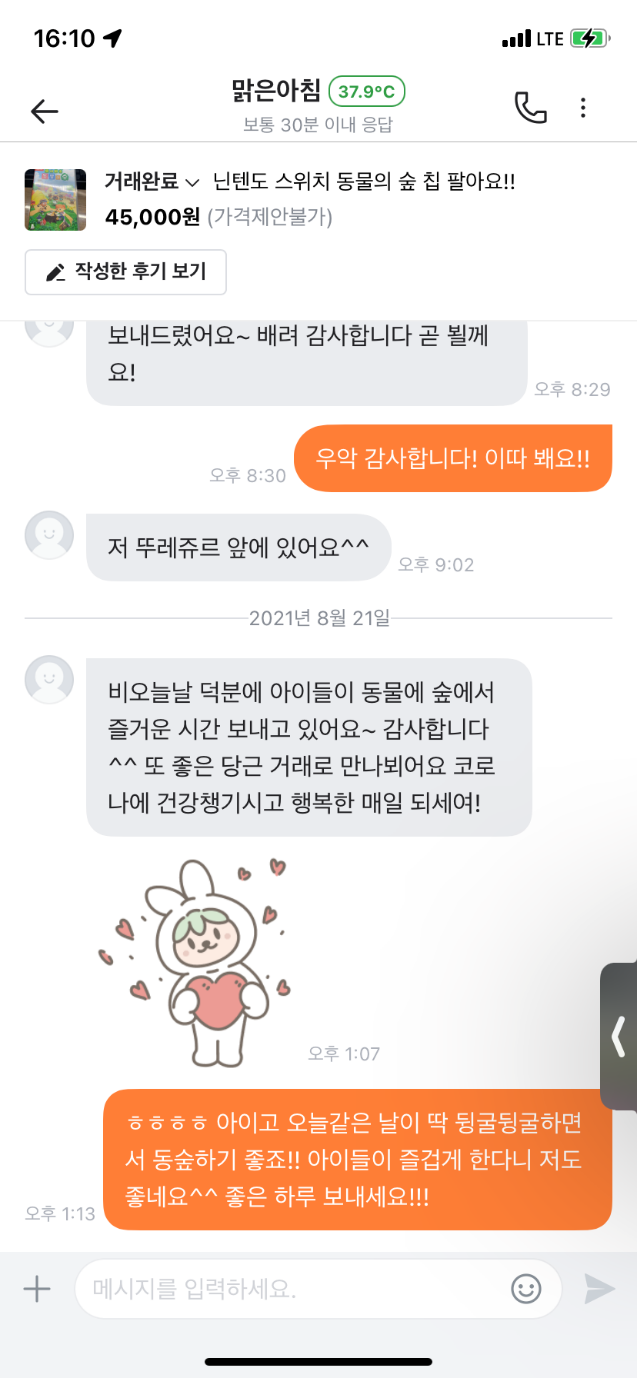 16:10
LTE
맑은아침 37.9°C
보통 30분 이내 응답
거래완료 닌텐도 스위치 동물의 숲 칩 팔아요!!
45,000원 (가격제안불가)
작성한 후기 보기
보내드렸어요~ 배려 감사합니다 곧 뵐께
요!
오후 8:29
우악 감사합니다! 이따 봬요!!
오후 8:30
저 뚜레쥬르 앞에 있어요^^
오후 9:02
2021년 8월 21일
비오늘날 덕분에 아이들이 동물에 숲에서
즐거운 시간 보내고 있어요~ 감사합니다
^^ 또 좋은 당근 거래로 만나뵈어요 코로
나에 건강챙기시고 행복한 매일 되세여!
오후 1:07
ㅎㅎㅎㅎ 아이고 오늘같은 날이 딱 뒹굴뒹굴하면
서 동숲하기 좋죠!! 아이들이 즐겁게 한다니 저도
좋네요^^ 좋은 하루 보내세요!!!
오후 1:13
메시지를 입력하세요.